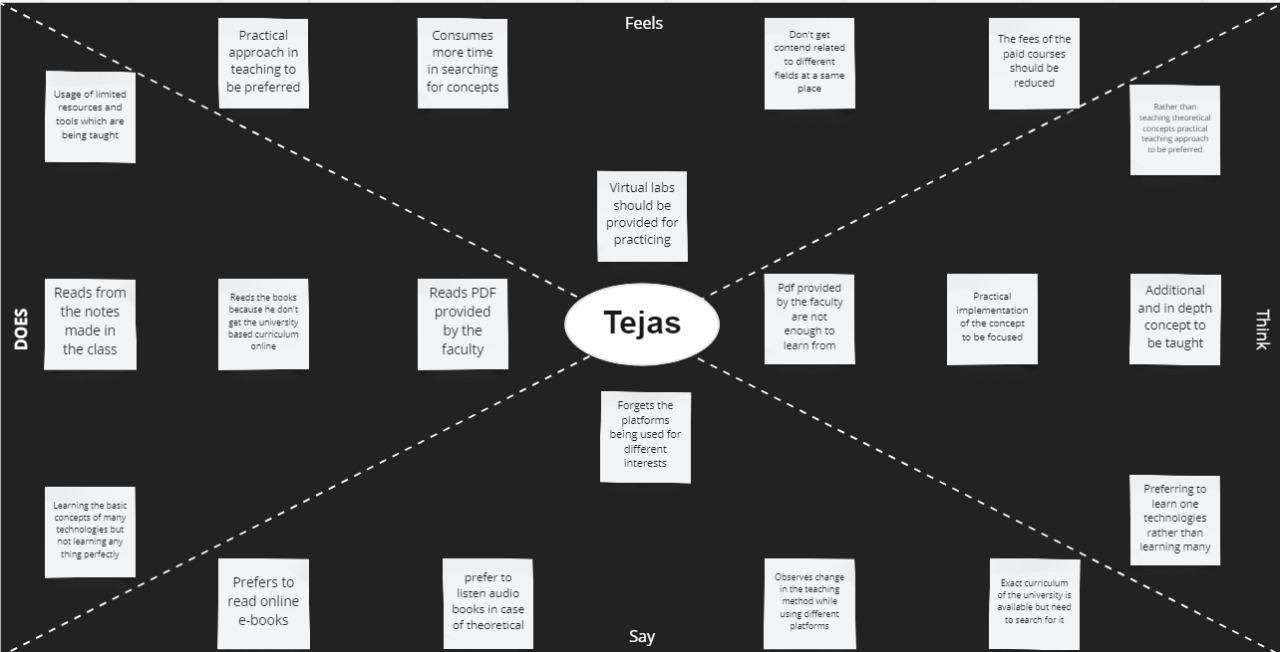 Feels
Practical
approach in
teaching to
be preferred
Consumes
more time
in searching
for concepts
Don't get
contend related
to different
fields at a same
place
The fees of the
paid courses
should be
reduced
Usage of limited
resources and
tools which are
being taught
Rather than
teaching theoretical
concepts practical
teaching approach
to be preferred
Virtual labs
should be
provided for
practicing
DOES
Reads from
the notes
made in
the class
Reeds the books
because he don't
get the university
based curriculum
online
Reads PDF
provided
by the
faculty
Tejas
Pdf provided
by the faculty
are not
enough to
learn from
Practical
implementation
of the concept
to be focused
Additional
and in depth
concept to
be taught
Think
Forgets the
platforms
being used for
different
interests
Learning the basic
concepts of many
technologies but
not learning any
thing perfectly
Preferring to
learn one
technologies
rather than
learning many
Prefers to
read online
e-books
prefer to
listen audio
books in case
of theoretical
Observes change
in the teaching
method while
using different
platforms
Exact curriculum
of the university is
available but need
to search for it
Say